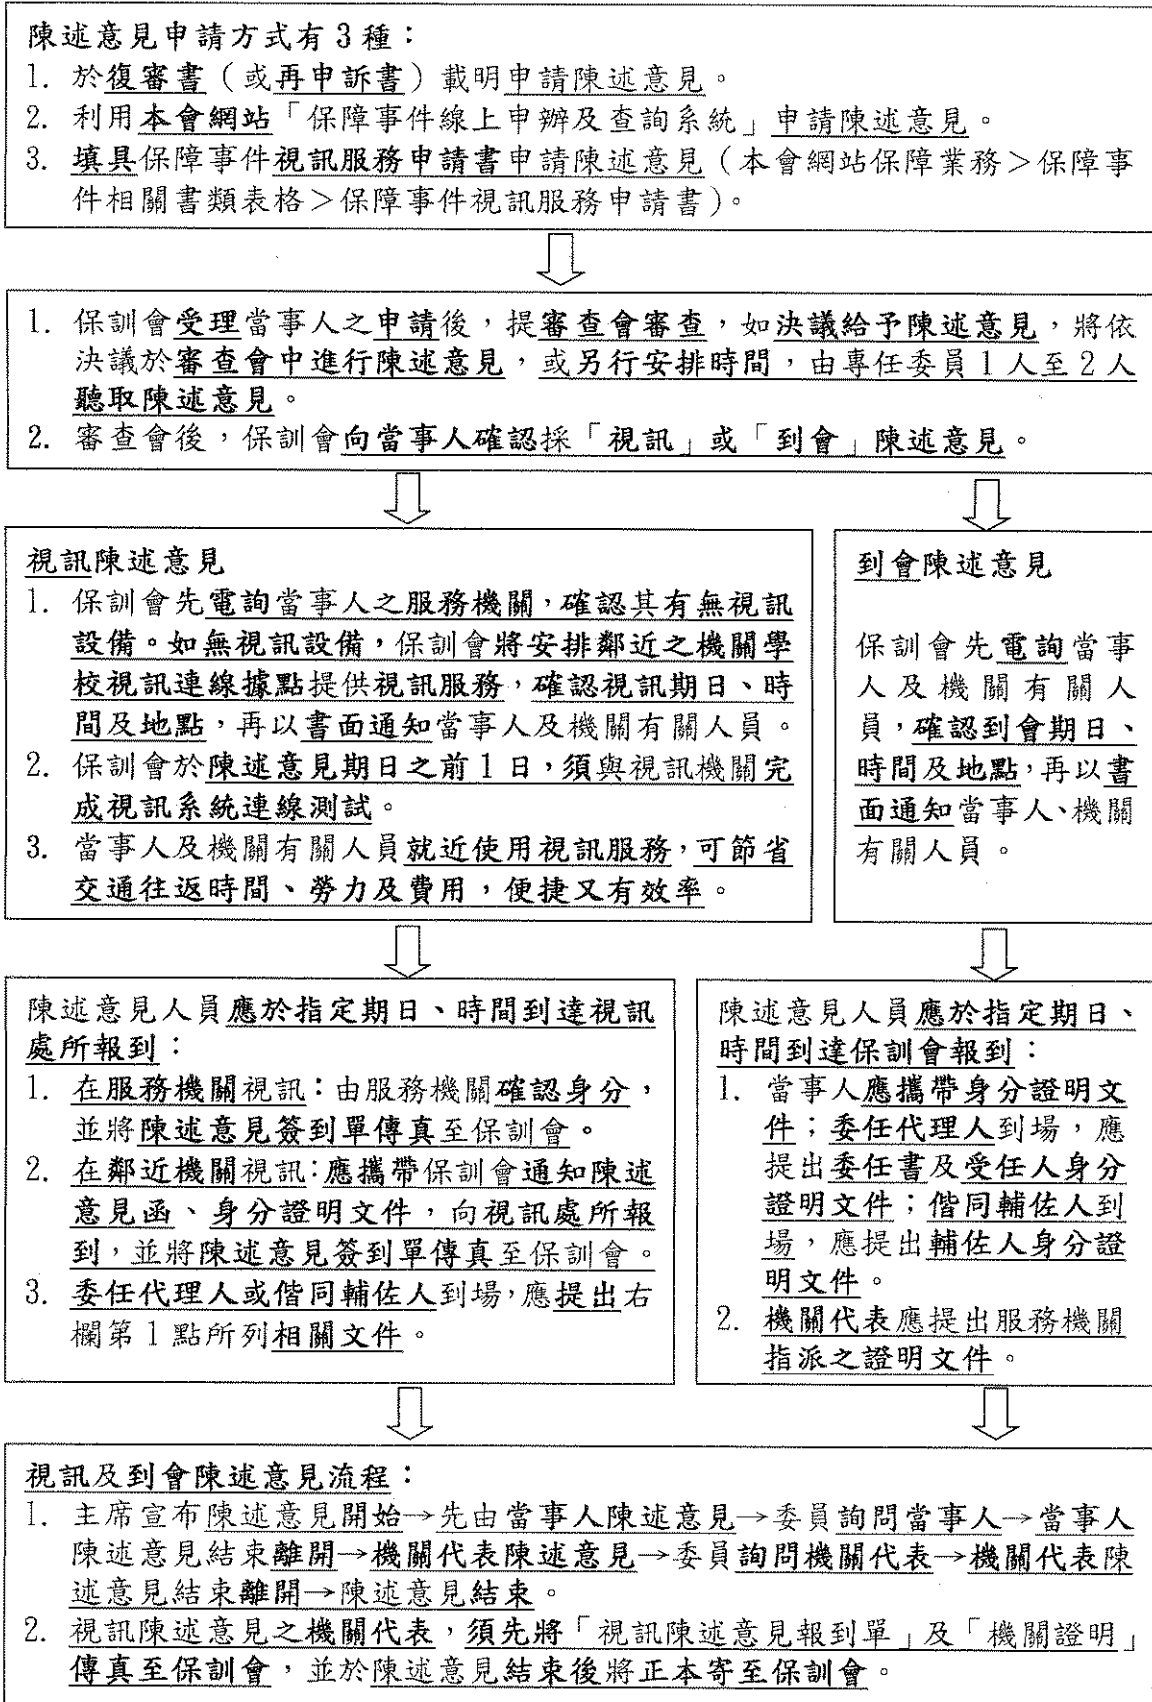 陳述意見申請方式有3種：
1. 於復審書（或再申訴書）載明申請陳述意見。
2. 利用本會網站「保障事件線上申辦及查詢系統」申請陳述意見。
3. 填具保障事件視訊服務申請書申請陳述意見（本會網站保障業務＞保障事
件相關書類表格＞保障事件視訊服務申請書）。
1. 保訓會受理當事人之申請後，提審查會審查，如決議給予陳述意見，將依
決議於審查會中進行陳述意見，或另行安排時間，由專任委員1人至2人
聽取陳述意見。
2. 審查會後，保訓會向當事人確認採「視訊」或「到會」陳述意見。
視訊陳述意見
1. 保訓會先電詢當事人之服務機關，確認其有無視訊
設備。如無視訊設備，保訓會將安排鄰近之機關學
校視訊連線據點提供視訊服務，確認視訊期日、時
間及地點，再以書面通知當事人及機關有關人員。
2. 保訓會於陳述意見期日之前1日，須與視訊機關完
成視訊系統連線測試。
3. 當事人及機關有關人員就近使用視訊服務，可節省
交通往返時間、勞力及費用，便捷又有效率。
到會陳述意見
保訓會先電詢當事
人及機關有關人
員，確認到會期日、
時間及地點，再以書
面通知當事人、機關
有關人員。
陳述意見人員應於指定期日、時間到達視訊
處所報到：
1. 在服務機關視訊：由服務機關確認身分，
並將陳述意見簽到單傳真至保訓會。
2. 在鄰近機關視訊：應攜帶保訓會通知陳述
意見函、身分證明文件，向視訊處所報
到，並將陳述意見簽到單傳真至保訓會。
3. 委任代理人或偕同輔佐人到場，應提出右
欄第1點所列相關文件。
陳述意見人員應於指定期日、
時間到達保訓會報到：
1. 當事人應攜帶身分證明文
件；委任代理人到場，應
提出委任書及受任人身分
證明文件；偕同輔佐人到
場，應提出輔佐人身分證
明文件。
2. 機關代表應提出服務機關
指派之證明文件。
視訊及到會陳述意見流程：
1. 主席宣布陳述意見開始→先由當事人陳述意見→委員詢問當事人→當事人
陳述意見結束離開→機關代表陳述意見→委員詢問機關代表→機關代表陳
述意見結束離開→陳述意見結束。
2. 視訊陳述意見之機關代表，須先將「視訊陳述意見報到單」及「機關證明」
傳真至保訓會，並於陳述意見結束後將正本寄至保訓會。